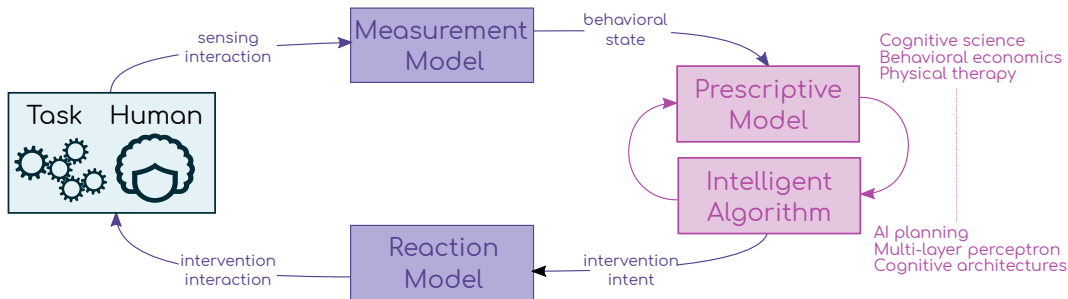 sensing
interaction
Measurement
Model
behavioral
state
Cognitive science
Behavioral economics
Physical therapy
Prescriptive
Model
Task Human
Intelligent
Algorithm
AI planning
Multi-layer perceptron
Cognitive architectures
intervention
intent
Reaction
Model
intervention
interaction